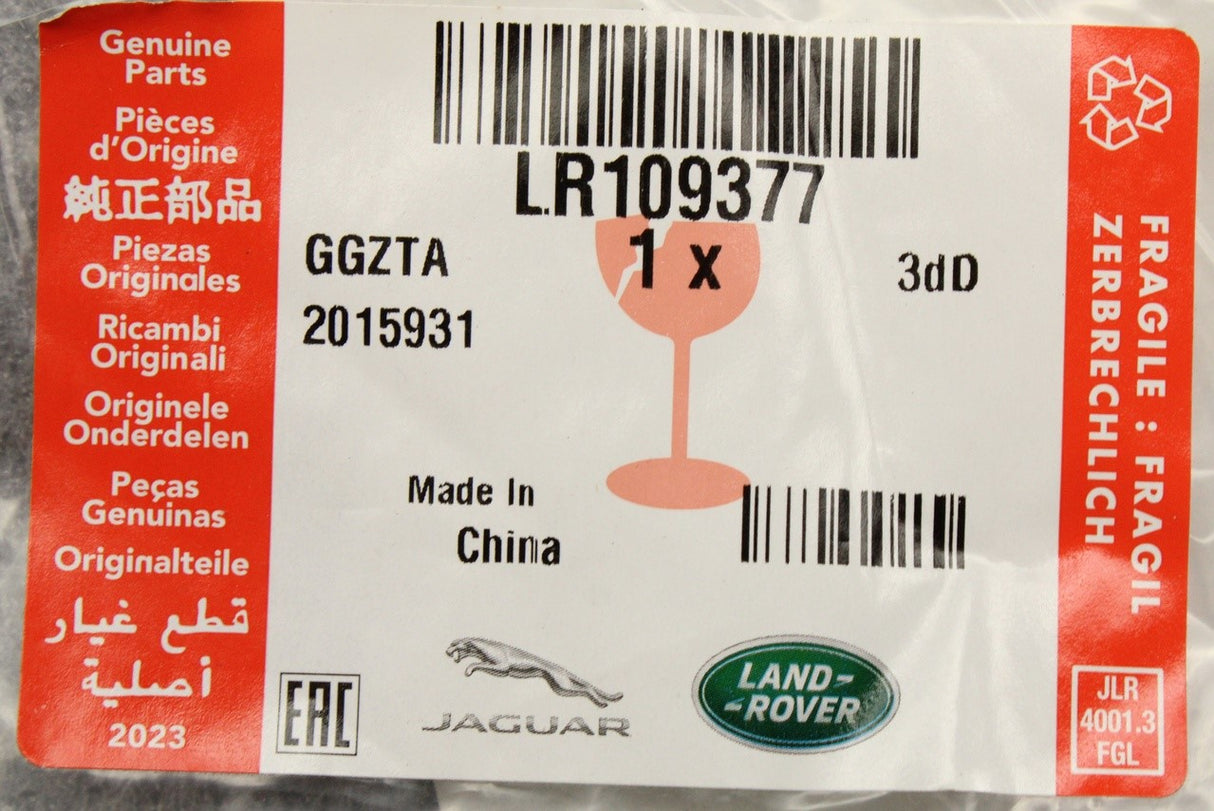 Genuine
Parts
Pièces
d'Origine
純正部品
Piezas
Originales
Ricambi
Originali
Originele
Onderdelen
Peças
Genuinas
Originalteile
قطع غيار
أصلية
2023
LR109377
1 x
GGZTA
3dD
2015931
Made In
China
EAC
JAGUAR
LAND-
-ROVER
FRAGILE : FRAGIL
ZERBRECHLICH
JLR
4001.3
FGL